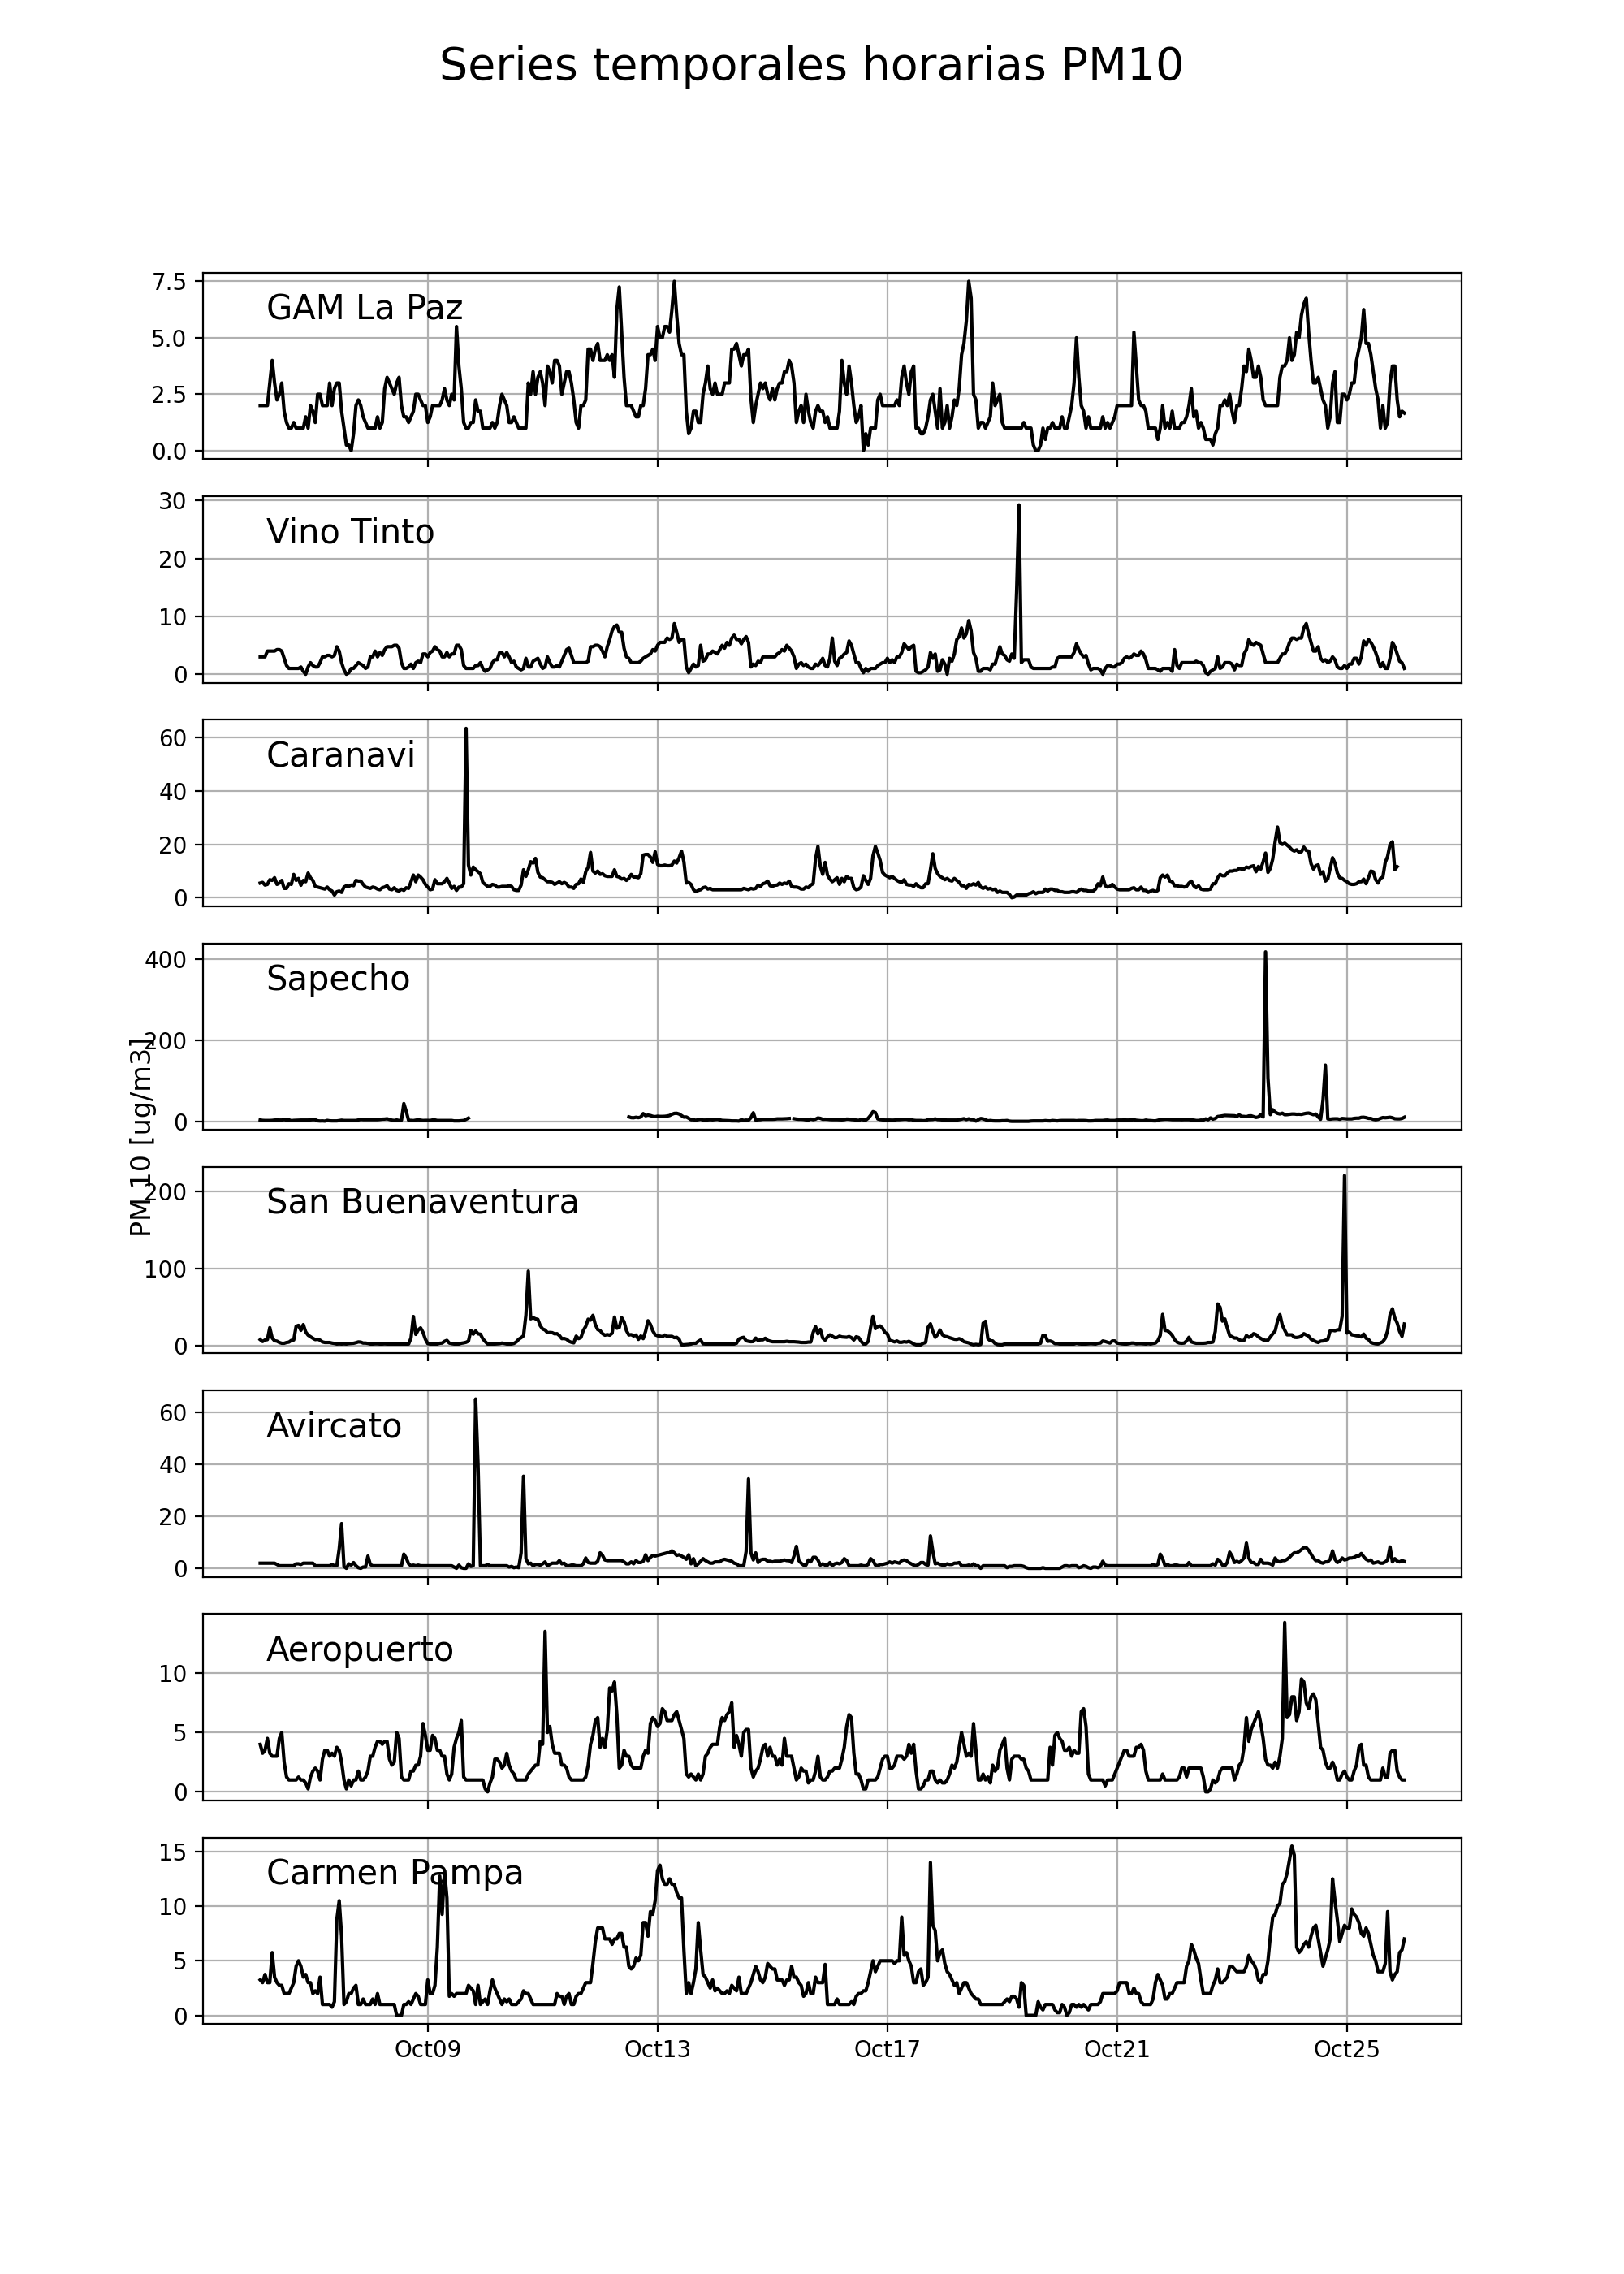 Series temporales horarias PM10
7.5
5.0
2.5
0.0
GAM La Paz
30
20
10
0
Vino Tinto
60
40
20
0
Caranavi
400
200
0
Sapecho
PM 10 [ug/m3]
200
100
0
San Buenaventura
60
40
20
0
Avircato
10
5
0
Aeropuerto
15
10
5
0
Carmen Pampa
Oct09 Oct13 Oct17 Oct21 Oct25